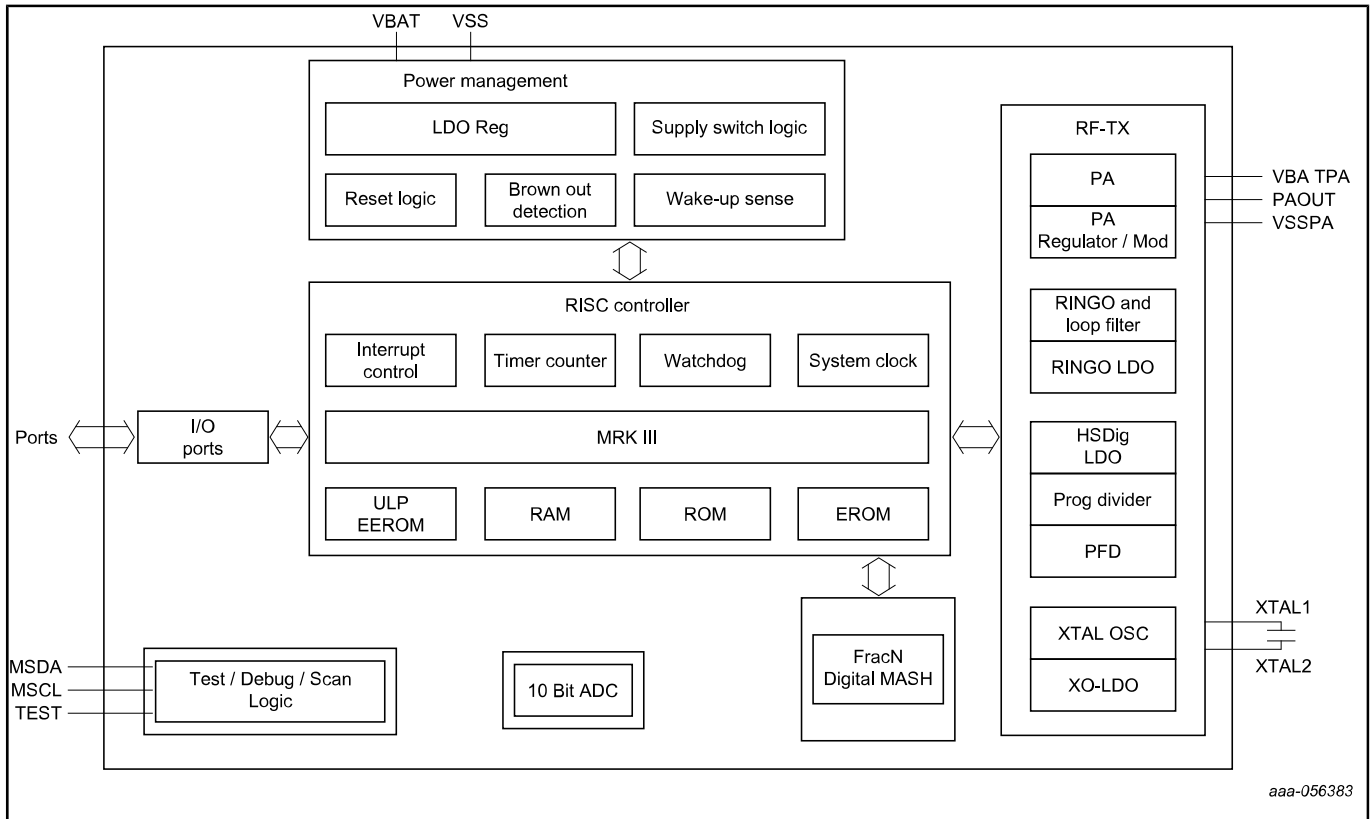 VBAT
VSS
Power management
LDO Reg
Supply switch logic
Reset logic
Brown out
detection
Wake-up sense
RISC controller
Interrupt
control
Timer counter
Watchdog
System clock
MRK III
ULP
EEROM
RAM
ROM
EROM
Ports
I/O
ports
RF-TX
PA
PA
Regulator / Mod
RINGO and
loop filter
RINGO LDO
HSDig
LDO
Prog divider
PFD
XTAL OSC
XO-LDO
VBA TPA
PAOUT
VSSPA
XTAL1
XTAL2
MSDA
MSCL
TEST
Test / Debug / Scan
Logic
10 Bit ADC
FracN
Digital MASH
aaa-056383